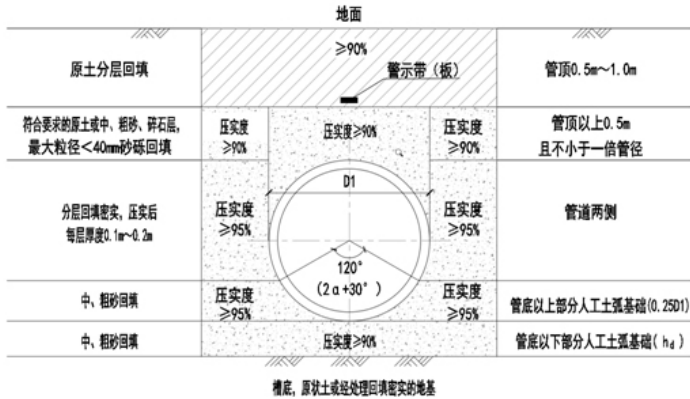 地面
原土分层回填
≥90%
警示带（板）
管顶0.5m～1.0m
符合要求的原土或中、粗砂、碎石层，
最大粒径＜40mm砂砾回填
压实度
≥90%
压实度≥90%
压实度
≥90%
管顶以上0.5m
且不小于一倍管径
D1
分层回填密实，压实后
每层厚度0.1m～0.2m
压实度
≥95%
压实度
≥95%
管道两侧
120°
(2α+30°)
中、粗砂回填
压实度
≥95%
压实度
≥95%
管底以上部分人工土弧基础(0.25D1)
中、粗砂回填
压实度≥90%
管底以下部分人工土弧基础(hd)
槽底，原状土或经处理回填密实的地基